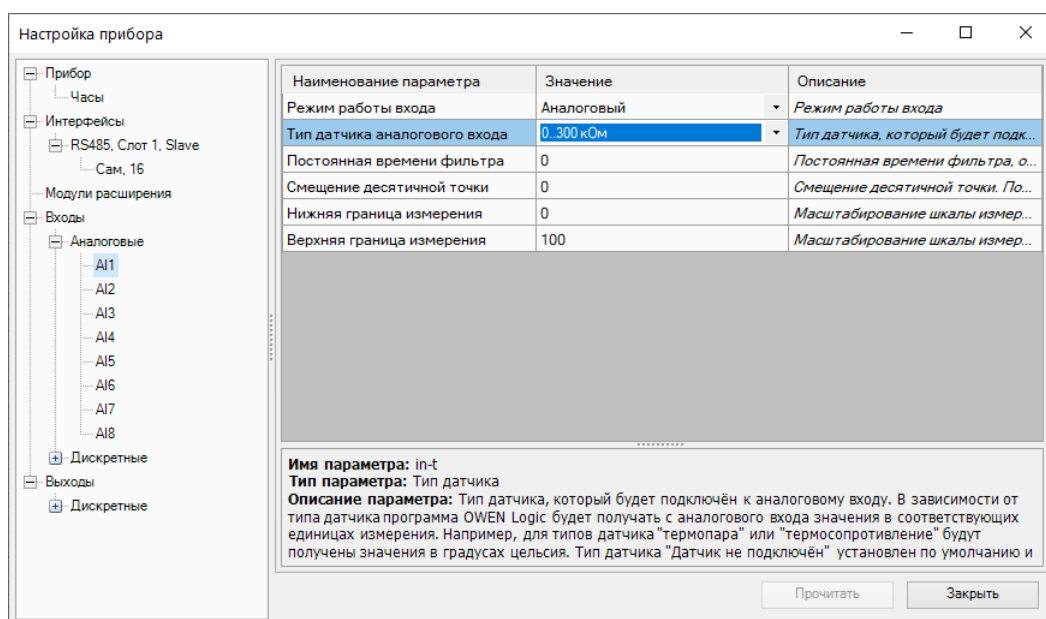 Настройка прибора
Прибор
Часы
Интерфейсы
RS485, Слот 1, Slave
Сам, 16
Модули расширения
Входы
Аналоговые
AI1
AI2
AI3
AI4
AI5
AI6
AI7
AI8
Дискретные
Выходы
Дискретные
Наименование параметра Значение Описание
Режим работы входа Аналоговый Режим работы входа
Тип датчика аналогового входа 0..300 кОм Тип датчика, который будет подк...
Постоянная времени фильтра 0 Постоянная времени фильтра, о...
Смещение десятичной точки 0 Смещение десятичной точки. По...
Нижняя граница измерения 0 Масштабирование шкалы измер...
Верхняя граница измерения 100 Масштабирование шкалы измер...
Имя параметра: in-t
Тип параметра: Тип датчика
Описание параметра: Тип датчика, который будет подключён к аналоговому входу. В зависимости от
типа датчика программа OWEN Logic будет получать с аналогового входа значения в соответствующих
единицах измерения. Например, для типов датчика "термопара" или "термосопротивление" будут
получены значения в градусах цельсия. Тип датчика "Датчик не подключён" установлен по умолчанию и
Прочитать Закрыть